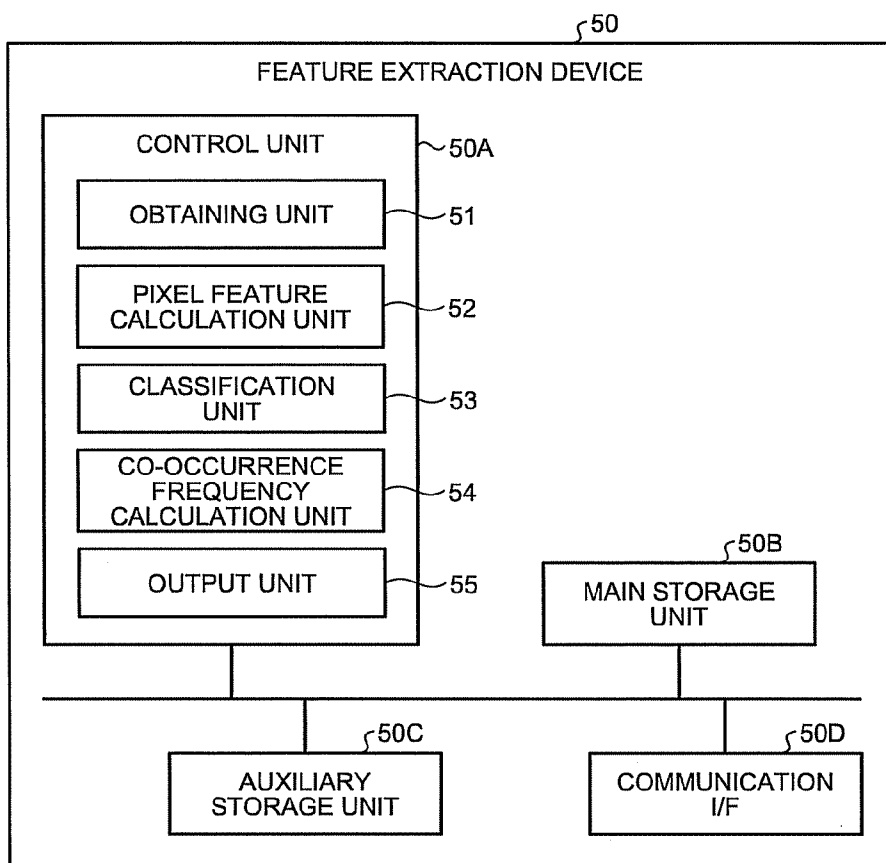 50
FEATURE EXTRACTION DEVICE
CONTROL UNIT
50A
OBTAINING UNIT
51
PIXEL FEATURE
CALCULATION UNIT
52
CLASSIFICATION
UNIT
53
CO-OCCURRENCE
FREQUENCY
CALCULATION UNIT
54
OUTPUT UNIT
55
50B
MAIN STORAGE
UNIT
50C
AUXILIARY
STORAGE UNIT
50D
COMMUNICATION
I/F